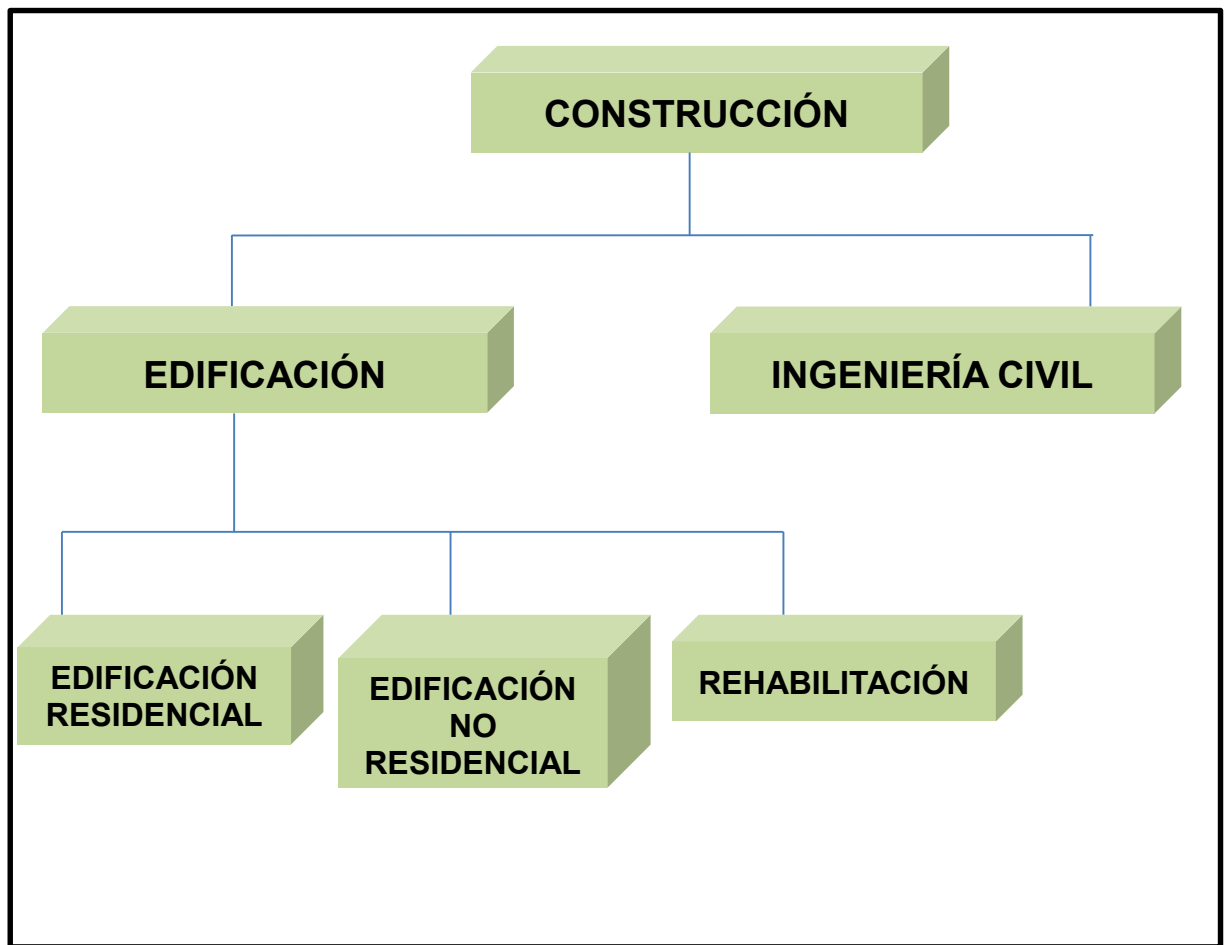 CONSTRUCCIÓN
EDIFICACIÓN
INGENIERÍA CIVIL
EDIFICACIÓN
RESIDENCIAL
EDIFICACIÓN
NO
RESIDENCIAL
REHABILITACIÓN